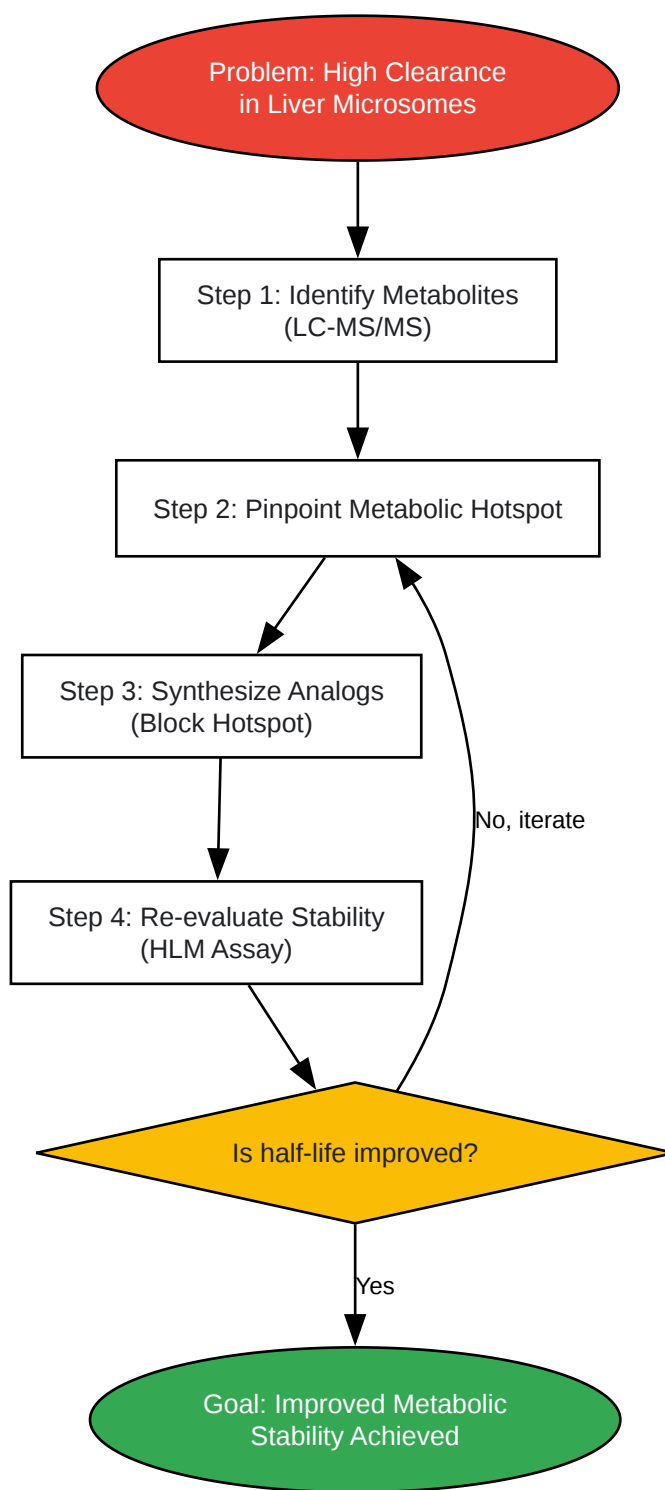 Problem: High Clearance
in Liver Microsomes
Step 1: Identify Metabolites
(LC-MS/MS)
Step 2: Pinpoint Metabolic Hotspot
Step 3: Synthesize Analogs
(Block Hotspot)
No, iterate
Step 4: Re-evaluate Stability
(HLM Assay)
Is half-life improved?
Yes
Goal: Improved Metabolic
Stability Achieved